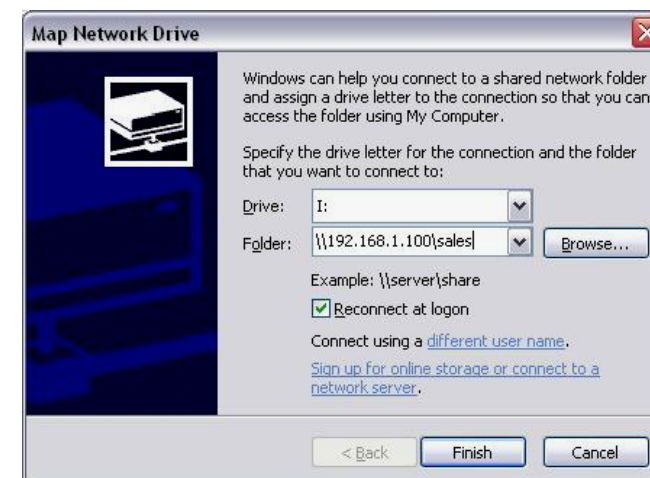 Map Network Drive
Windows can help you connect to a shared network folder
and assign a drive letter to the connection so that you can
access the folder using My Computer.
Specify the drive letter for the connection and the folder
that you want to connect to:
Drive: I:
Folder: \\192.168.1.100\sales Browse...
Example: \\server\share
Reconnect at logon
Connect using a different user name.
Sign up for online storage or connect to a
network server.
< Back Finish Cancel